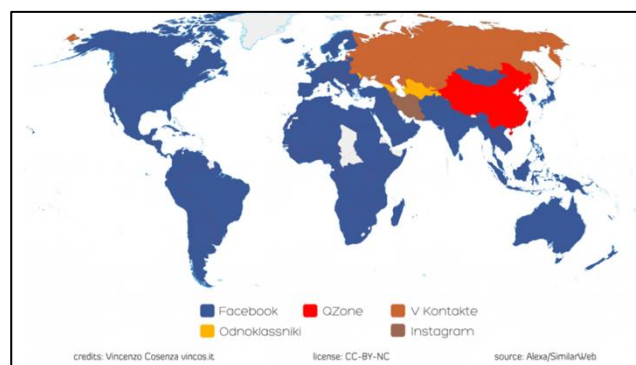 Facebook QZone V Kontakte
Odnoklassniki Instagram
credits: Vincenzo Cosenza vincos.it license: CC-BY-NC source: Alexa/SimilarWeb